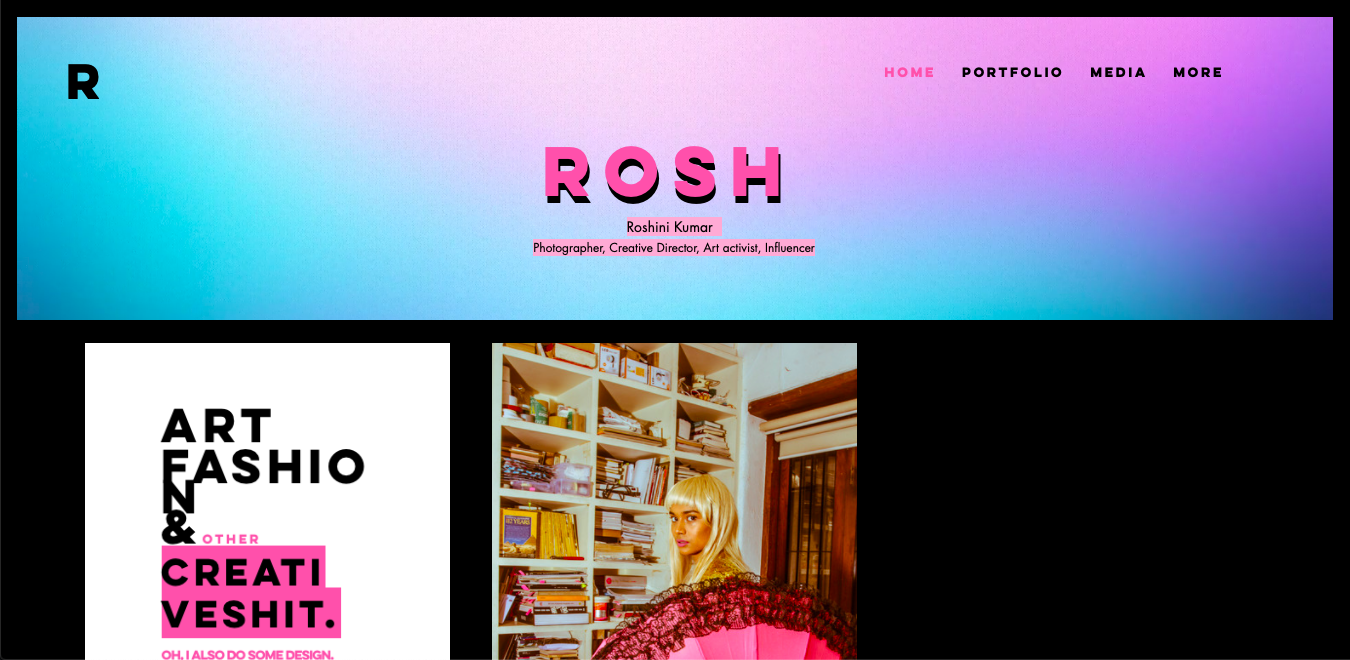 R
HOME PORTFOLIO MEDIA MORE
ROSH
Roshini Kumar
Photographer, Creative Director, Art activist, Influencer
ART
FASHIO
N
& OTHER
CREATI
VESHIT.
OH, I ALSO DO SOME DESIGN.